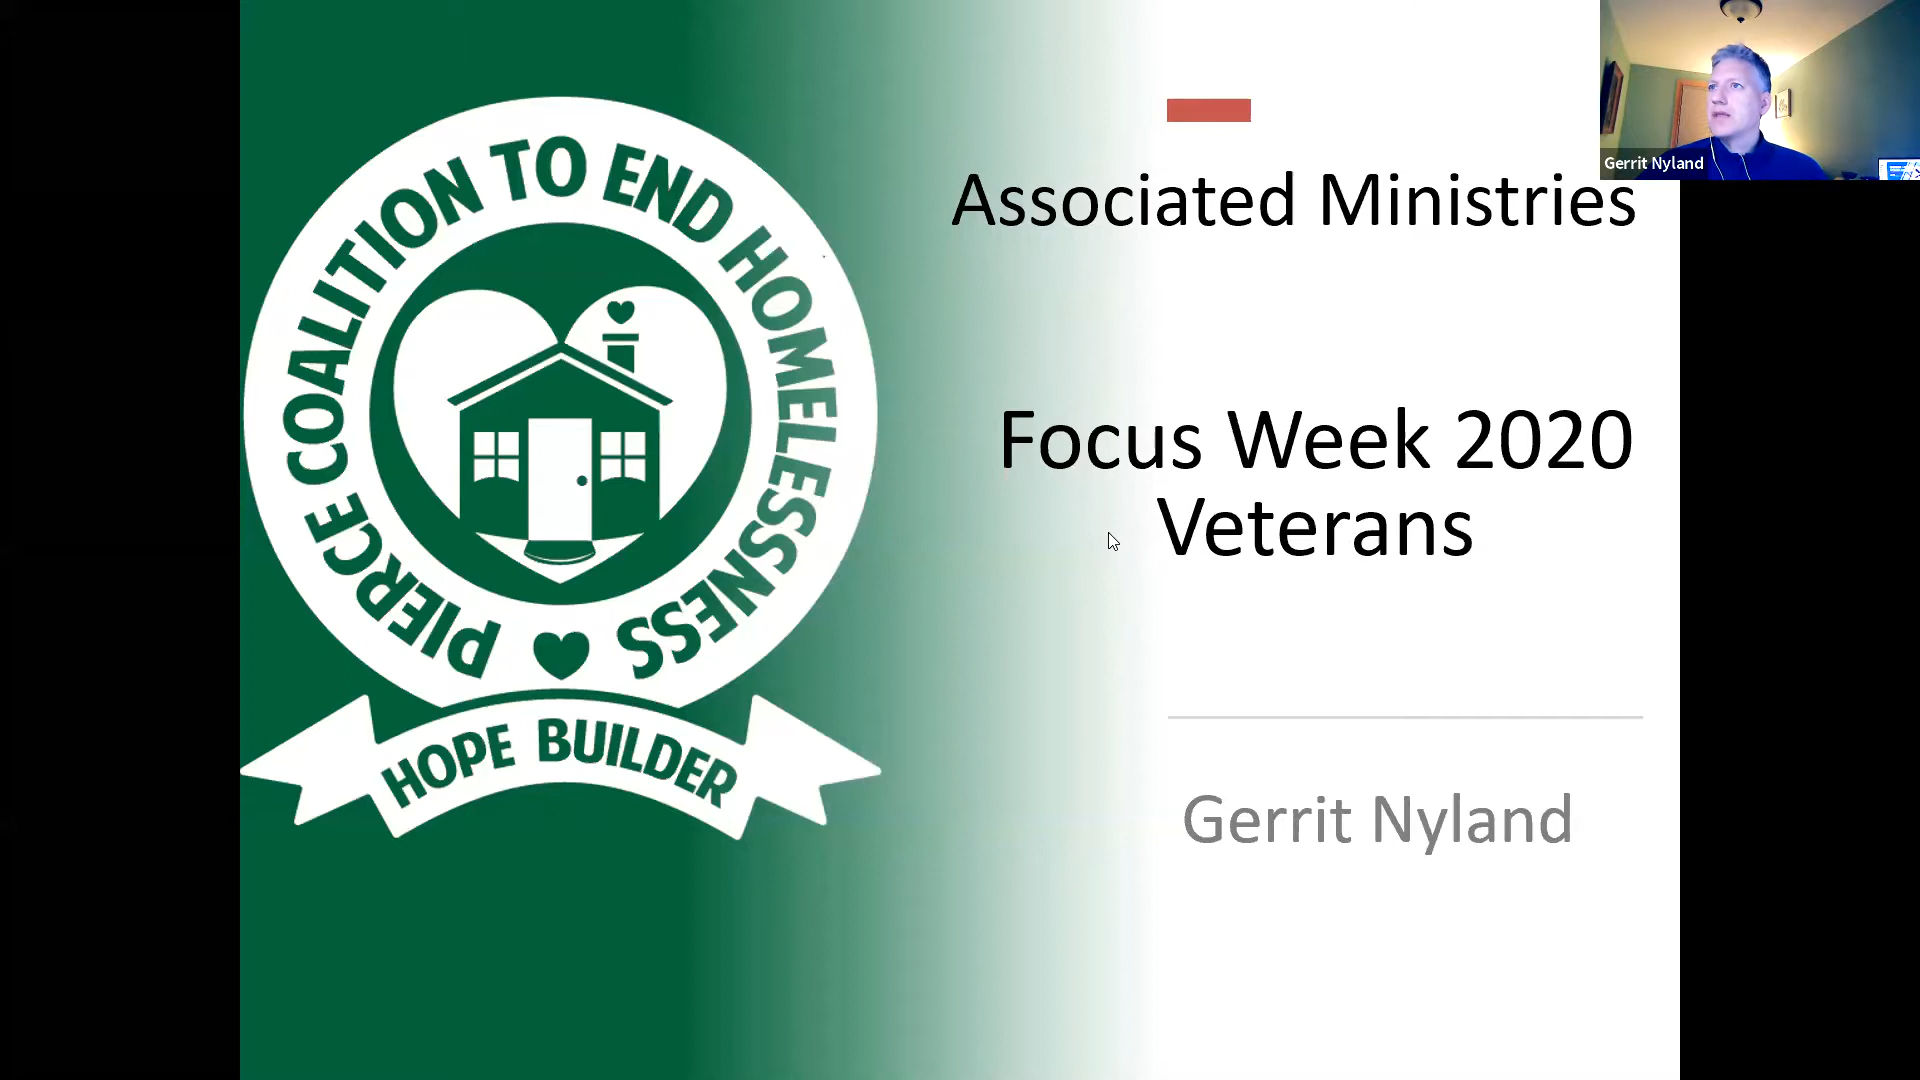 PIERCE COALITION TO END HOMELESSNESS
HOPE BUILDER
Associated Ministries
Focus Week 2020
Veterans
Gerrit Nyland
Gerrit Nyland